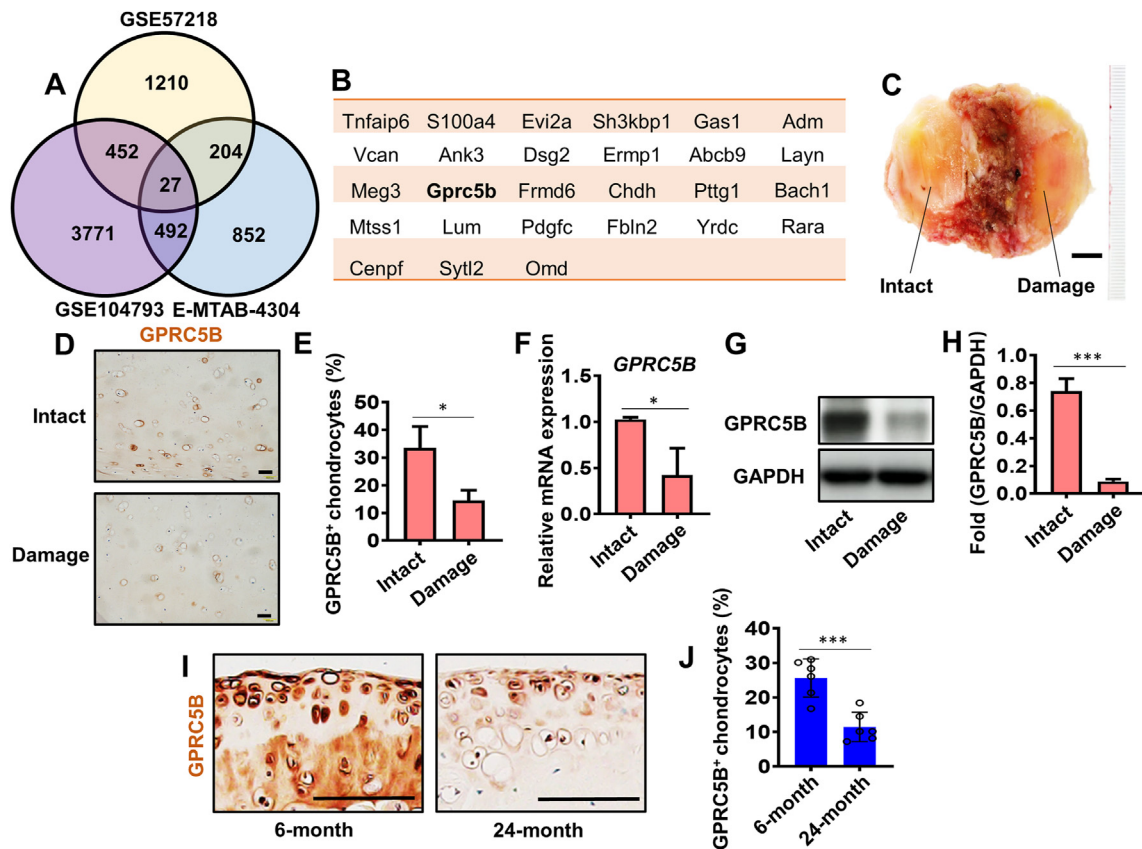 GSE57218
A
1210
452
204
27
3771
492
852
GSE104793
E-MTAB-4304
B
Tnfaip6 S100a4 Evi2a Sh3kbp1 Gas1 Adm
Vcan Ank3 Dsg2 Ermp1 Abcb9 Layn
Meg3 Gprc5b Frmd6 Chdh Pttg1 Bach1
Mtss1 Lum Pdgfc Fbln2 Yrdc Rara
Cenpf Sytl2 Omd
C
Intact
Damage
D
GPRC5B
Intact
Damage
E
GPRC5B⁺ chondrocytes (%)
50
40
30
20
10
0
*
Intact
Damage
F
GPRC5B
Relative mRNA expression
1.5
1.0
0.5
0.0
*
Intact
Damage
G
GPRC5B
GAPDH
Intact
Damage
H
Fold (GPRC5B/GAPDH)
1.0
0.8
0.6
0.4
0.2
0.0
***
Intact
Damage
I
GPRC5B
6-month
24-month
J
GPRC5B⁺ chondrocytes (%)
40
30
20
10
0
***
6-month
24-month